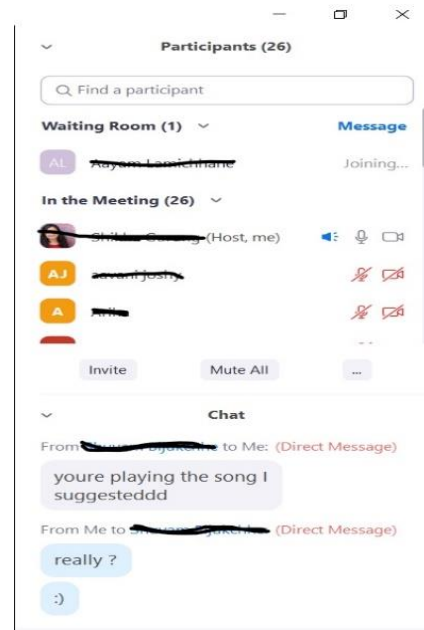 Participants (26)
Find a participant
Waiting Room (1)
Message
AL
Joining...
In the Meeting (26)
(Host, me)
AJ
A
Invite
Mute All
...
Chat
From to Me: (Direct Message)
youre playing the song I
suggesteddd
From Me to (Direct Message)
really ?
:)